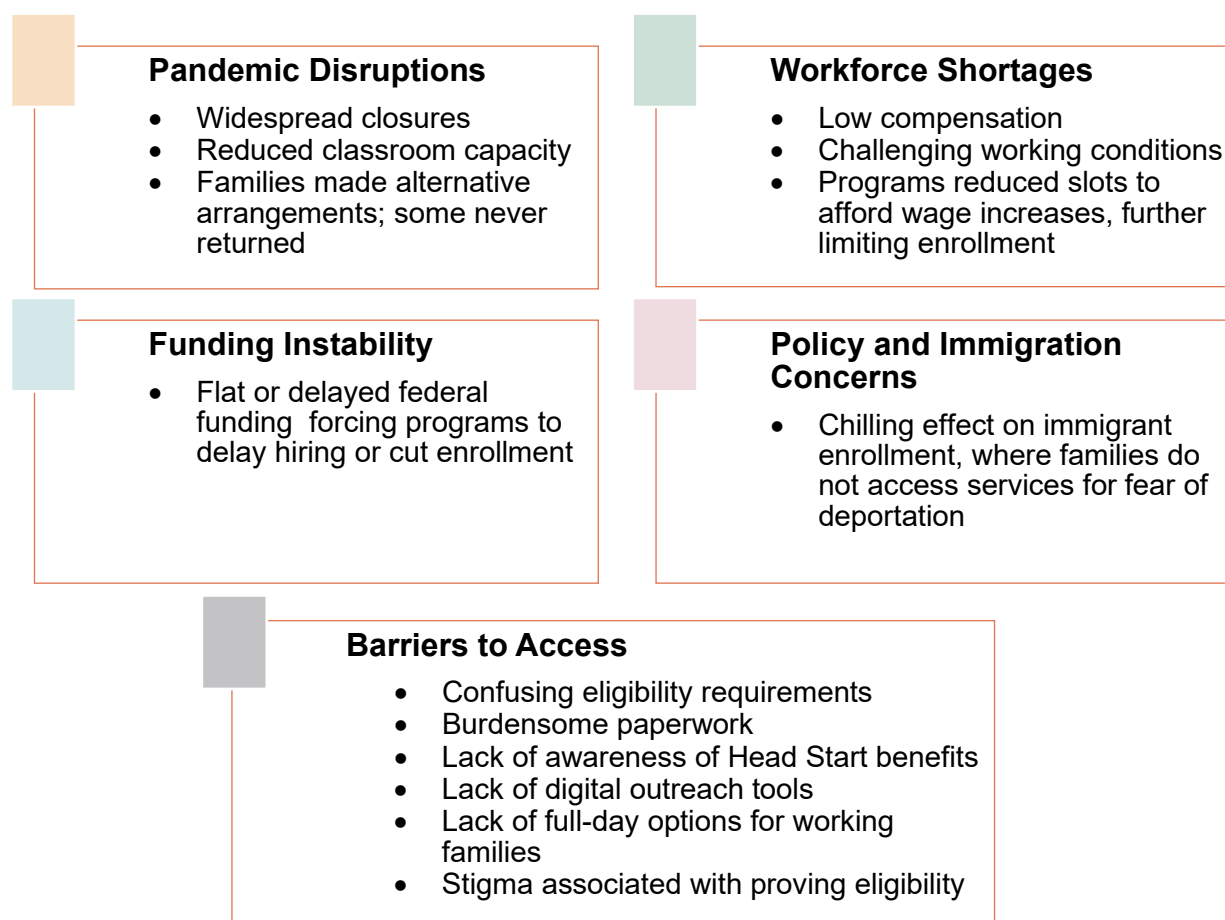 Pandemic Disruptions
• Widespread closures
• Reduced classroom capacity
• Families made alternative
arrangements; some never
returned
Workforce Shortages
• Low compensation
• Challenging working conditions
• Programs reduced slots to
afford wage increases, further
limiting enrollment
Funding Instability
• Flat or delayed federal
funding  forcing programs to
delay hiring or cut enrollment
Policy and Immigration
Concerns
• Chilling effect on immigrant
enrollment, where families do
not access services for fear of
deportation
Barriers to Access
• Confusing eligibility requirements
• Burdensome paperwork
• Lack of awareness of Head Start benefits
• Lack of digital outreach tools
• Lack of full-day options for working
families
• Stigma associated with proving eligibility